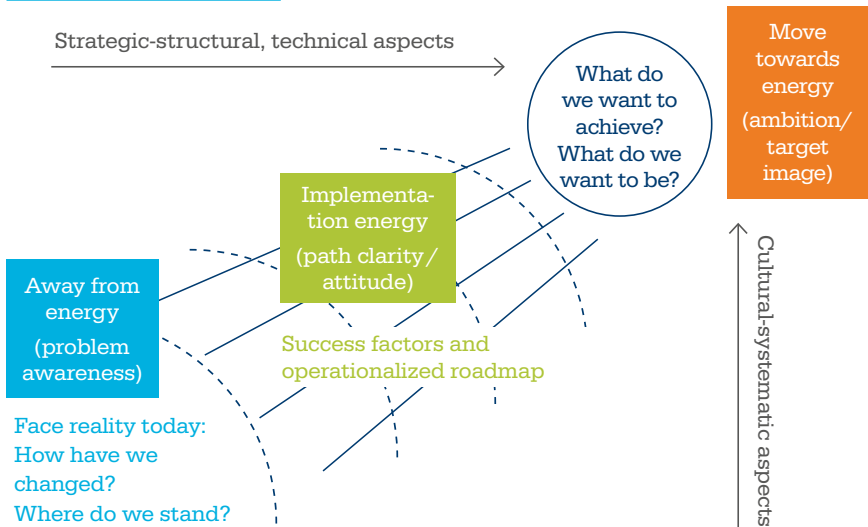 Strategic-structural, technical aspects
Move
towards
energy
(ambition/
target
image)
What do
we want to
achieve?
What do we
want to be?
Implementa-
tion energy
(path clarity /
attitude)
Away from
energy
(problem
awareness)
Success factors and
operationalized roadmap
Face reality today:
How have we
changed?
Where do we stand?
Cultural-systematic aspects